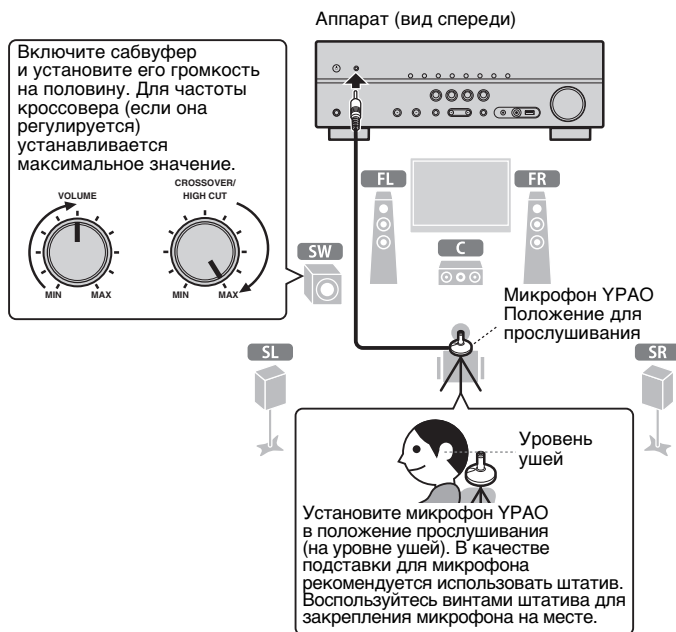 Аппарат (вид спереди)
Включите сабвуфер
и установите его громкость
на половину. Для частоты
кроссовера (если она
регулируется)
устанавливается
максимальное значение.
VOLUME
MIN MAX
CROSSOVER/
HIGH CUT
MIN MAX
FL
FR
SW
C
Микрофон YPAO
Положение для
прослушивания
SL
SR
Уровень
ушей
Установите микрофон YPAO
в положение прослушивания
(на уровне ушей). В качестве
подставки для микрофона
рекомендуется использовать штатив.
Воспользуйтесь винтами штатива для
закрепления микрофона на месте.